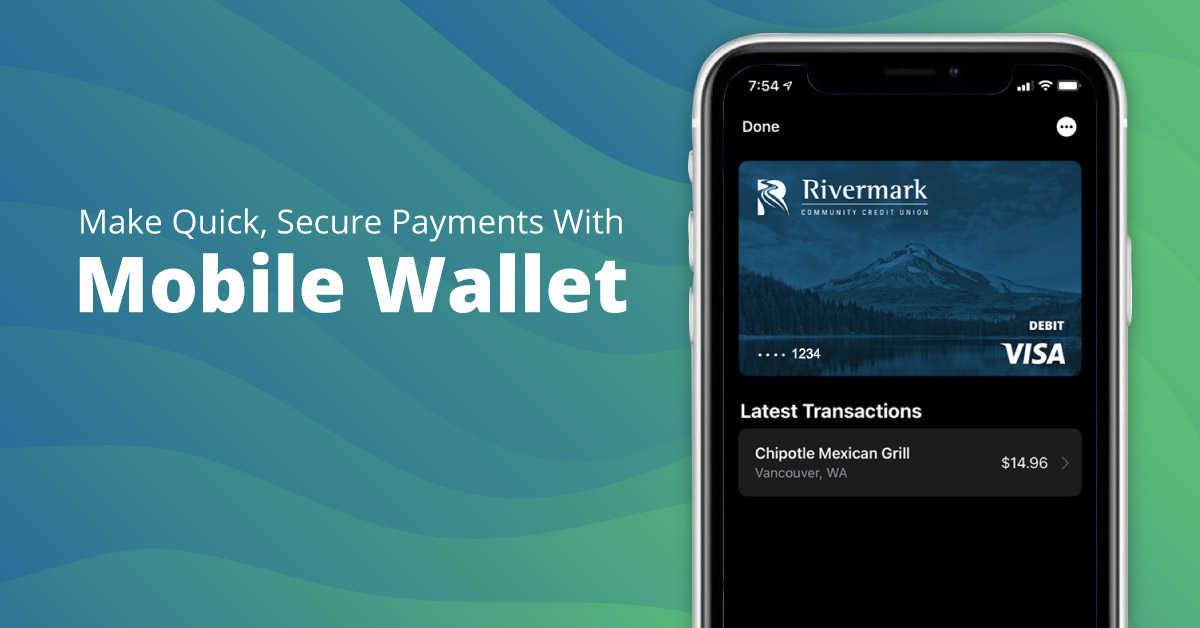 Make Quick, Secure Payments With
Mobile Wallet
7:54
Done
Rivermark
COMMUNITY CREDIT UNION
DEBIT
.... 1234
VISA
Latest Transactions
Chipotle Mexican Grill
$14.96
Vancouver, WA